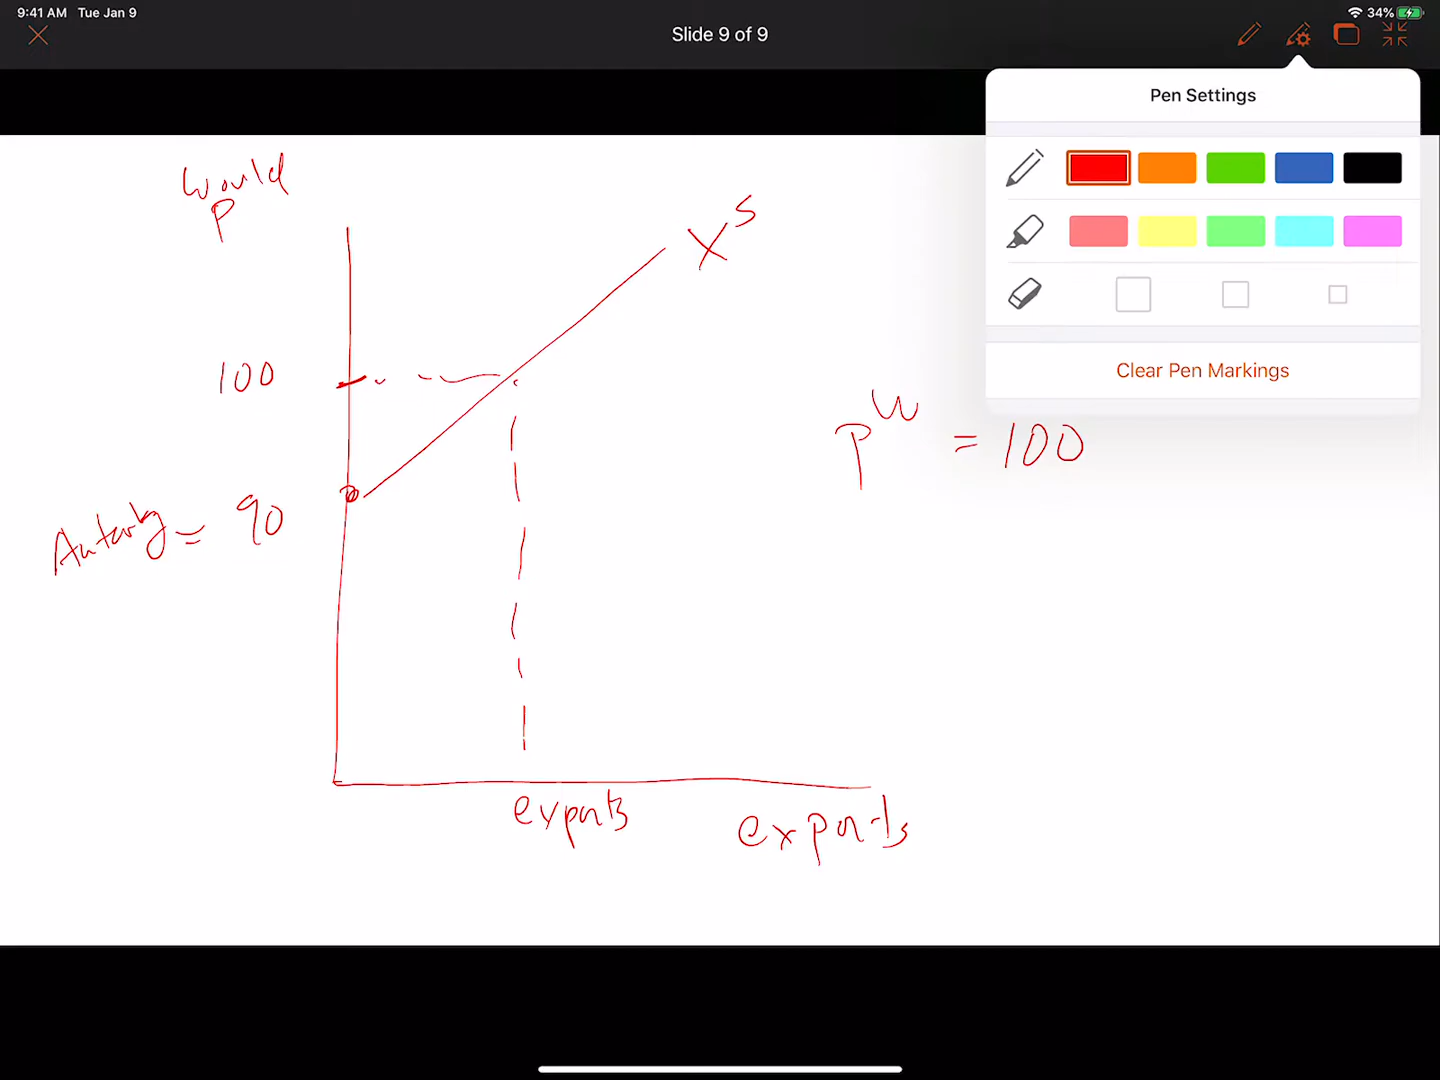 9:41 AM Tue Jan 9
34%
Slide 9 of 9
Pen Settings
Clear Pen Markings
World
P
X^S
100
P^W = 100
Autarky = 90
exports
exports